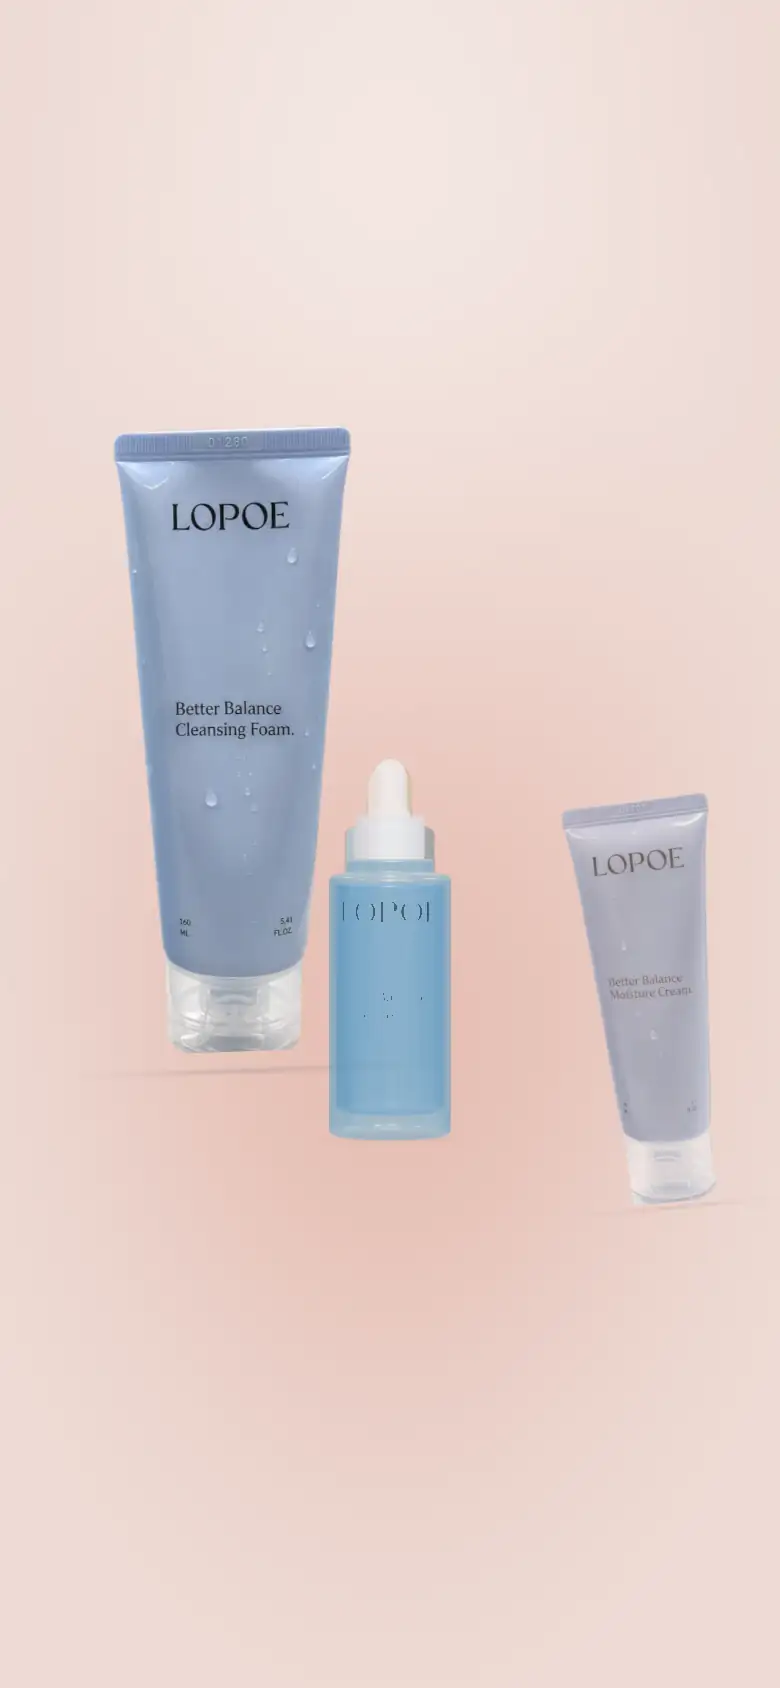 LOPOE
Better Balance
Cleansing Foam.
160
ML
5.41
FL.OZ.
LOPOE
LOPOE
Better Balance
Moisture Cream.